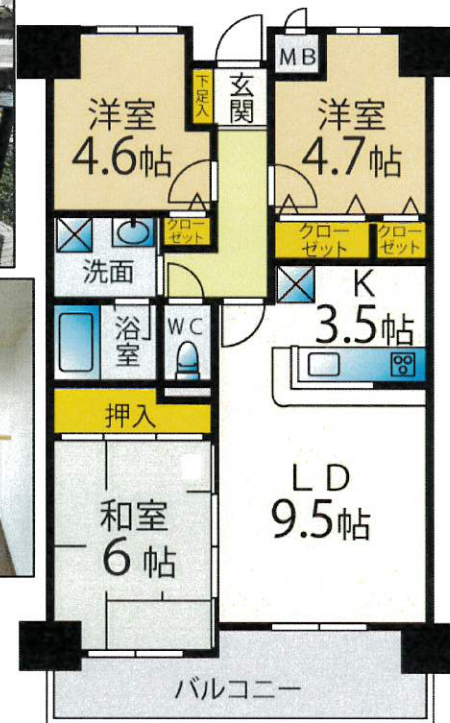 MB
玄関
下足入
洋室
4.6帖
洋室
4.7帖
クローゼット
クローゼット
クローゼット
洗面
K
3.5帖
浴室
WC
押入
LD
9.5帖
和室
6帖
バルコニー